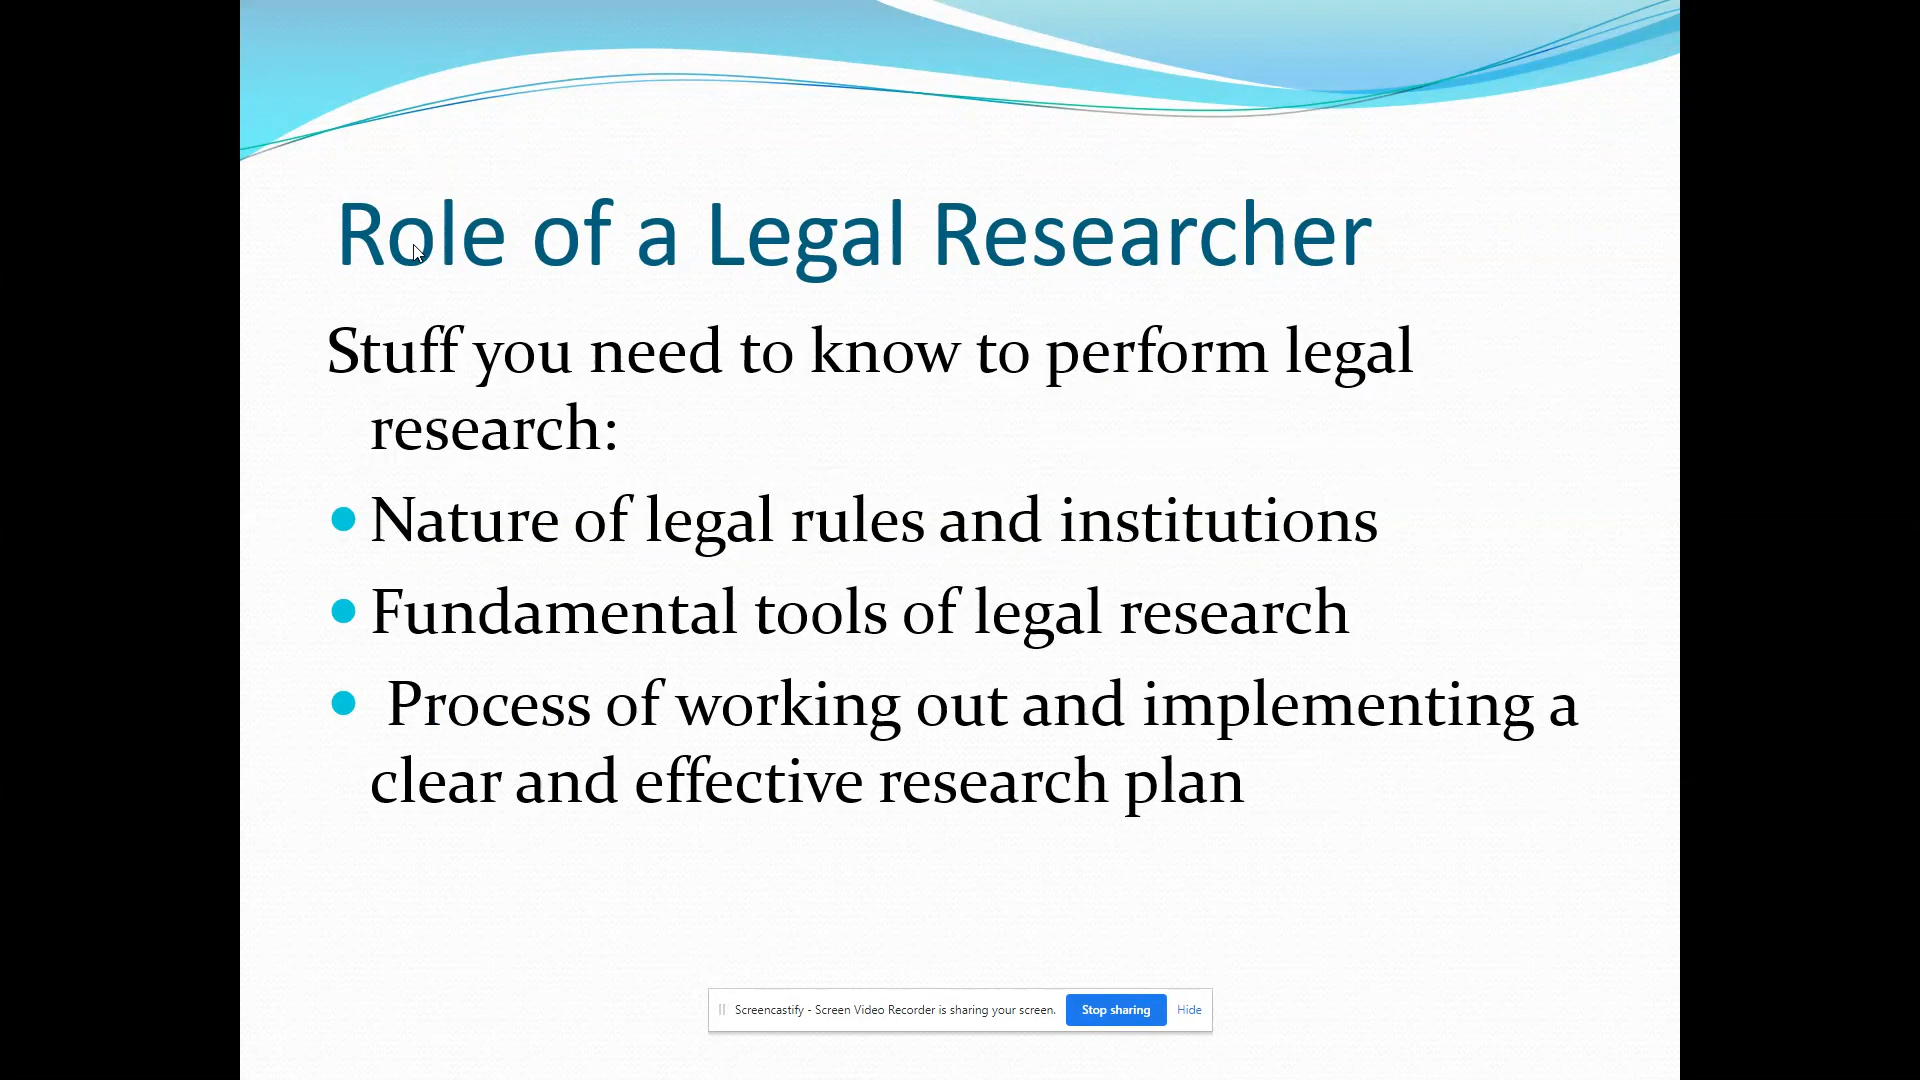 Role of a Legal Researcher
Stuff you need to know to perform legal
research:
• Nature of legal rules and institutions
• Fundamental tools of legal research
• Process of working out and implementing a
clear and effective research plan
Screencastify - Screen Video Recorder is sharing your screen. Stop sharing Hide